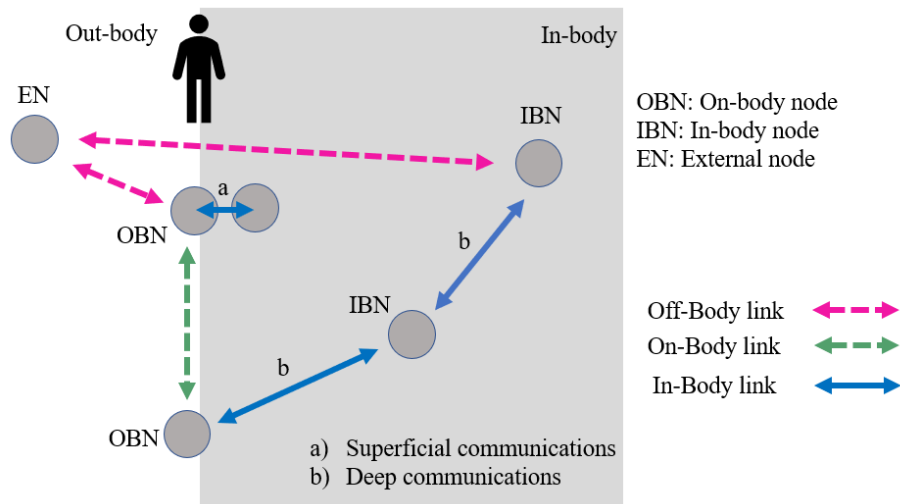 Out-body
In-body
EN
IBN
OBN: On-body node
IBN: In-body node
EN: External node
a
OBN
b
IBN
Off-Body link
On-Body link
b
In-Body link
OBN
a) Superficial communications
b) Deep communications